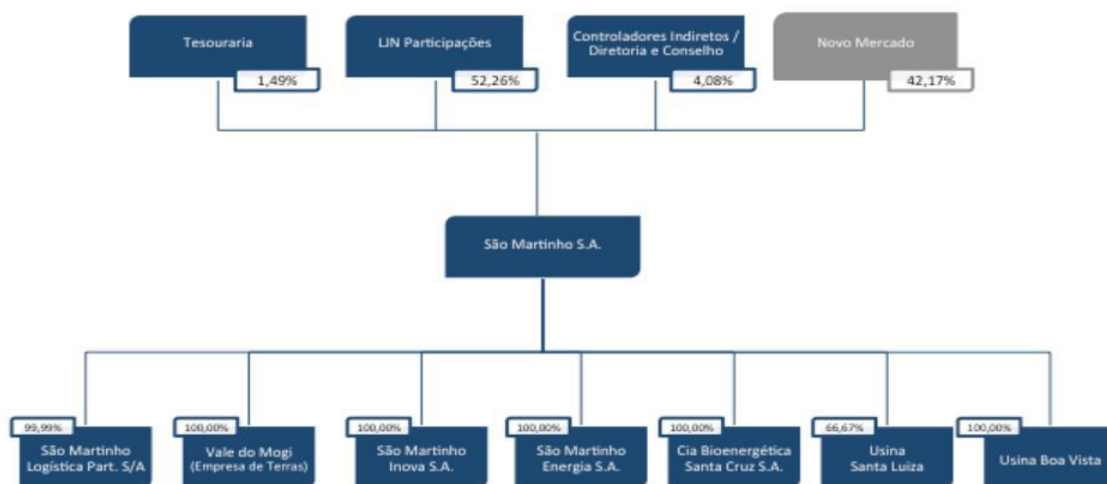 Tesouraria
1,49%
LJN Participações
52,26%
Controladores Indiretos /
Diretoria e Conselho
4,08%
Novo Mercado
42,17%
São Martinho S.A.
99,99%
São Martinho
Logística Part. S/A
100,00%
Vale do Mogi
(Empresa de Terras)
100,00%
São Martinho
Inova S.A.
100,00%
São Martinho
Energia S.A.
100,00%
Cia Bioenergética
Santa Cruz S.A.
66,67%
Usina
Santa Luiza
100,00%
Usina Boa Vista